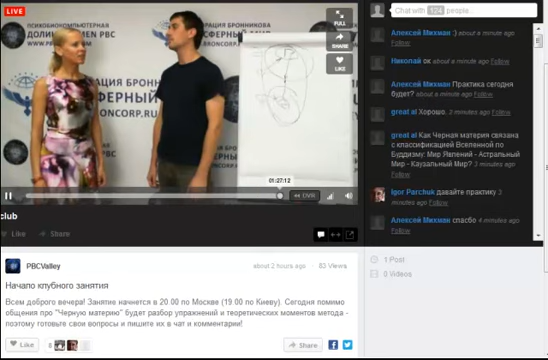 LIVE
ПСИХОБИОКОМПЬЮТЕРНАЯ
FULL
SHARE
LIKE
01:27:12
LIVE
club
Like Share
PBCValley
about 2 hours ago · 83 Views
Начало клубного занятия
Всем доброго вечера! Занятие начнется в 20.00 по Москве (19.00 по Киеву). Сегодня помимо
общения про "Черную материю" будет разбор упражнений и теоретических моментов метода -
поэтому готовьте свои вопросы и пишите их в чат и комментарии!
Like 6 Share
Chat with 124 people...
Алексей Михман :) about a minute ago
Follow
Николай ок about a minute ago Follow
Алексей Михман Практика сегодня
будет? about a minute ago Follow
great al Хорошо. 2 minutes ago Follow
great al Как Черная материя связана
с классификацией Вселенной по
Буддизму: Мир Явлений - Астральный
Мир - Каузальный Мир? 3 minutes ago
Follow
Igor Parchuk давайте практику 3
minutes ago Follow
Алексей Михман спасбо 4 minutes ago
Follow
1 Post
0 Videos